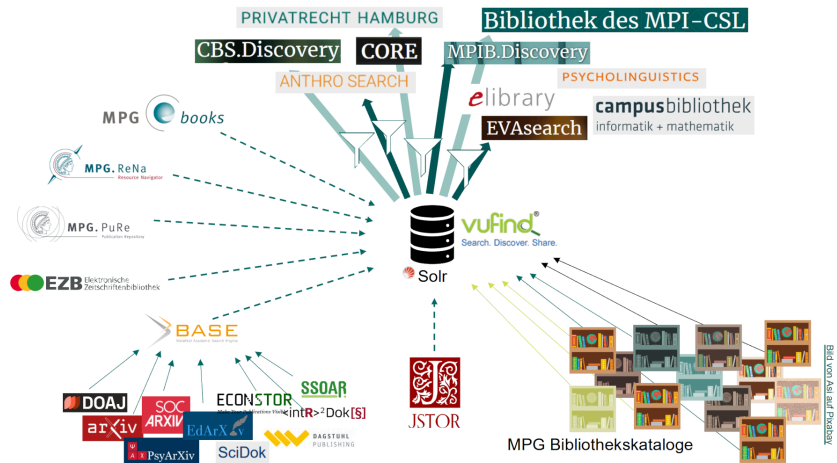 PRIVATRECHT HAMBURG
Bibliothek des MPI-CSL
CBS.Discovery
CORE
MPIB.Discovery
ANTHRO SEARCH
PSYCHOLINGUISTICS
elibrary
campusbibliothek
informatik + mathematik
EVAsearch
MPG books
MPG.ReNa
Resource Navigator
MPG.PuRe
Publication Repository
EZB Elektronische
Zeitschriftenbibliothek
vufind®
Search. Discover. Share.
Solr
BASE
DOAJ
arXiv
SOC
ARXIV
PsyArXiv
EdArXiv
SciDok
ECONSTOR
SSOAR
<intR>²Dok[§]
DAGSTUHL
PUBLISHING
JSTOR
MPG Bibliothekskataloge
Bild von Asi auf Pixabay